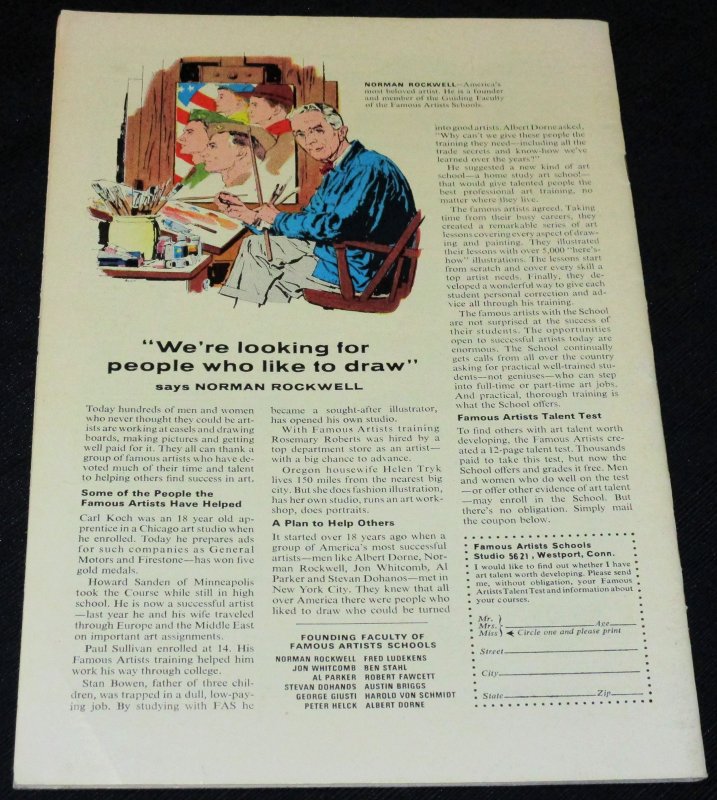 NORMAN ROCKWELL—America's
most beloved artist. He is a founder
and member of the Guiding Faculty
of the Famous Artists Schools.
"We're looking for
people who like to draw"
says NORMAN ROCKWELL
Today hundreds of men and women
who never thought they could be art-
ists are working at easels and drawing
boards, making pictures and getting
well paid for it. They all can thank a
group of famous artists who have de-
voted much of their time and talent
to helping others find success in art.
Some of the People the
Famous Artists Have Helped
Carl Koch was an 18 year old ap-
prentice in a Chicago art studio when
he enrolled. Today he prepares ads
for such companies as General
Motors and Firestone—has won five
gold medals.
Howard Sanden of Minneapolis
took the Course while still in high
school. He is now a successful artist
—last year he and his wife traveled
through Europe and the Middle East
on important art assignments.
Paul Sullivan enrolled at 14. His
Famous Artists training helped him
work his way through college.
Stan Bowen, father of three chil-
dren, was trapped in a dull, low-pay-
ing job. By studying with FAS he
became a sought-after illustrator,
has opened his own studio.
With Famous Artists training
Rosemary Roberts was hired by a
top department store as an artist—
with a big chance to advance.
Oregon housewife Helen Tryk
lives 150 miles from the nearest big
city. But she does fashion illustration,
has her own studio, runs an art work-
shop, does portraits.
A Plan to Help Others
It started over 18 years ago when a
group of America's most successful
artists—men like Albert Dorne, Nor-
man Rockwell, Jon Whitcomb, Al
Parker and Stevan Dohanos—met in
New York City. They knew that all
over America there were people who
liked to draw who could be turned
FOUNDING FACULTY OF
FAMOUS ARTISTS SCHOOLS
NORMAN ROCKWELL FRED LUDEKENS
JON WHITCOMB BEN STAHL
AL PARKER ROBERT FAWCETT
STEVAN DOHANOS AUSTIN BRIGGS
GEORGE GIUSTI HAROLD VON SCHMIDT
PETER HELCK ALBERT DORNE
into good artists. Albert Dorne asked,
"Why can't we give these people the
training they need—including all the
trade secrets and know-how we've
learned over the years?"
He suggested a new kind of art
school—a home study art school—
that would give talented people the
best professional art training, no
matter where they live.
The famous artists agreed. Taking
time from their busy careers, they
created a remarkable series of art
lessons covering every aspect of draw-
ing and painting. They illustrated
their lessons with over 5,000 "here's-
how" illustrations. The lessons start
from scratch and cover every skill a
top artist needs. Finally, they de-
veloped a wonderful way to give each
student personal correction and ad-
vice all through his training.
The famous artists with the School
are not surprised at the success of
their students. The opportunities
open to successful artists today are
enormous. The School continually
gets calls from all over the country
asking for practical well-trained stu-
dents—not geniuses—who can step
into full-time or part-time art jobs.
And practical, thorough training is
what the School offers.
Famous Artists Talent Test
To find others with art talent worth
developing, the Famous Artists cre-
ated a 12-page talent test. Thousands
paid to take this test, but now the
School offers and grades it free. Men
and women who do well on the test
—or offer other evidence of art talent
—may enroll in the School. But
there's no obligation. Simply mail
the coupon below.
Famous Artists Schools
Studio 5621, Westport, Conn.
I would like to find out whether I have
art talent worth developing. Please send
me, without obligation, your Famous
Artists Talent Test and information about
your courses.
Mr.
Mrs. Age
Miss Circle one and please print
Street
City
State Zip